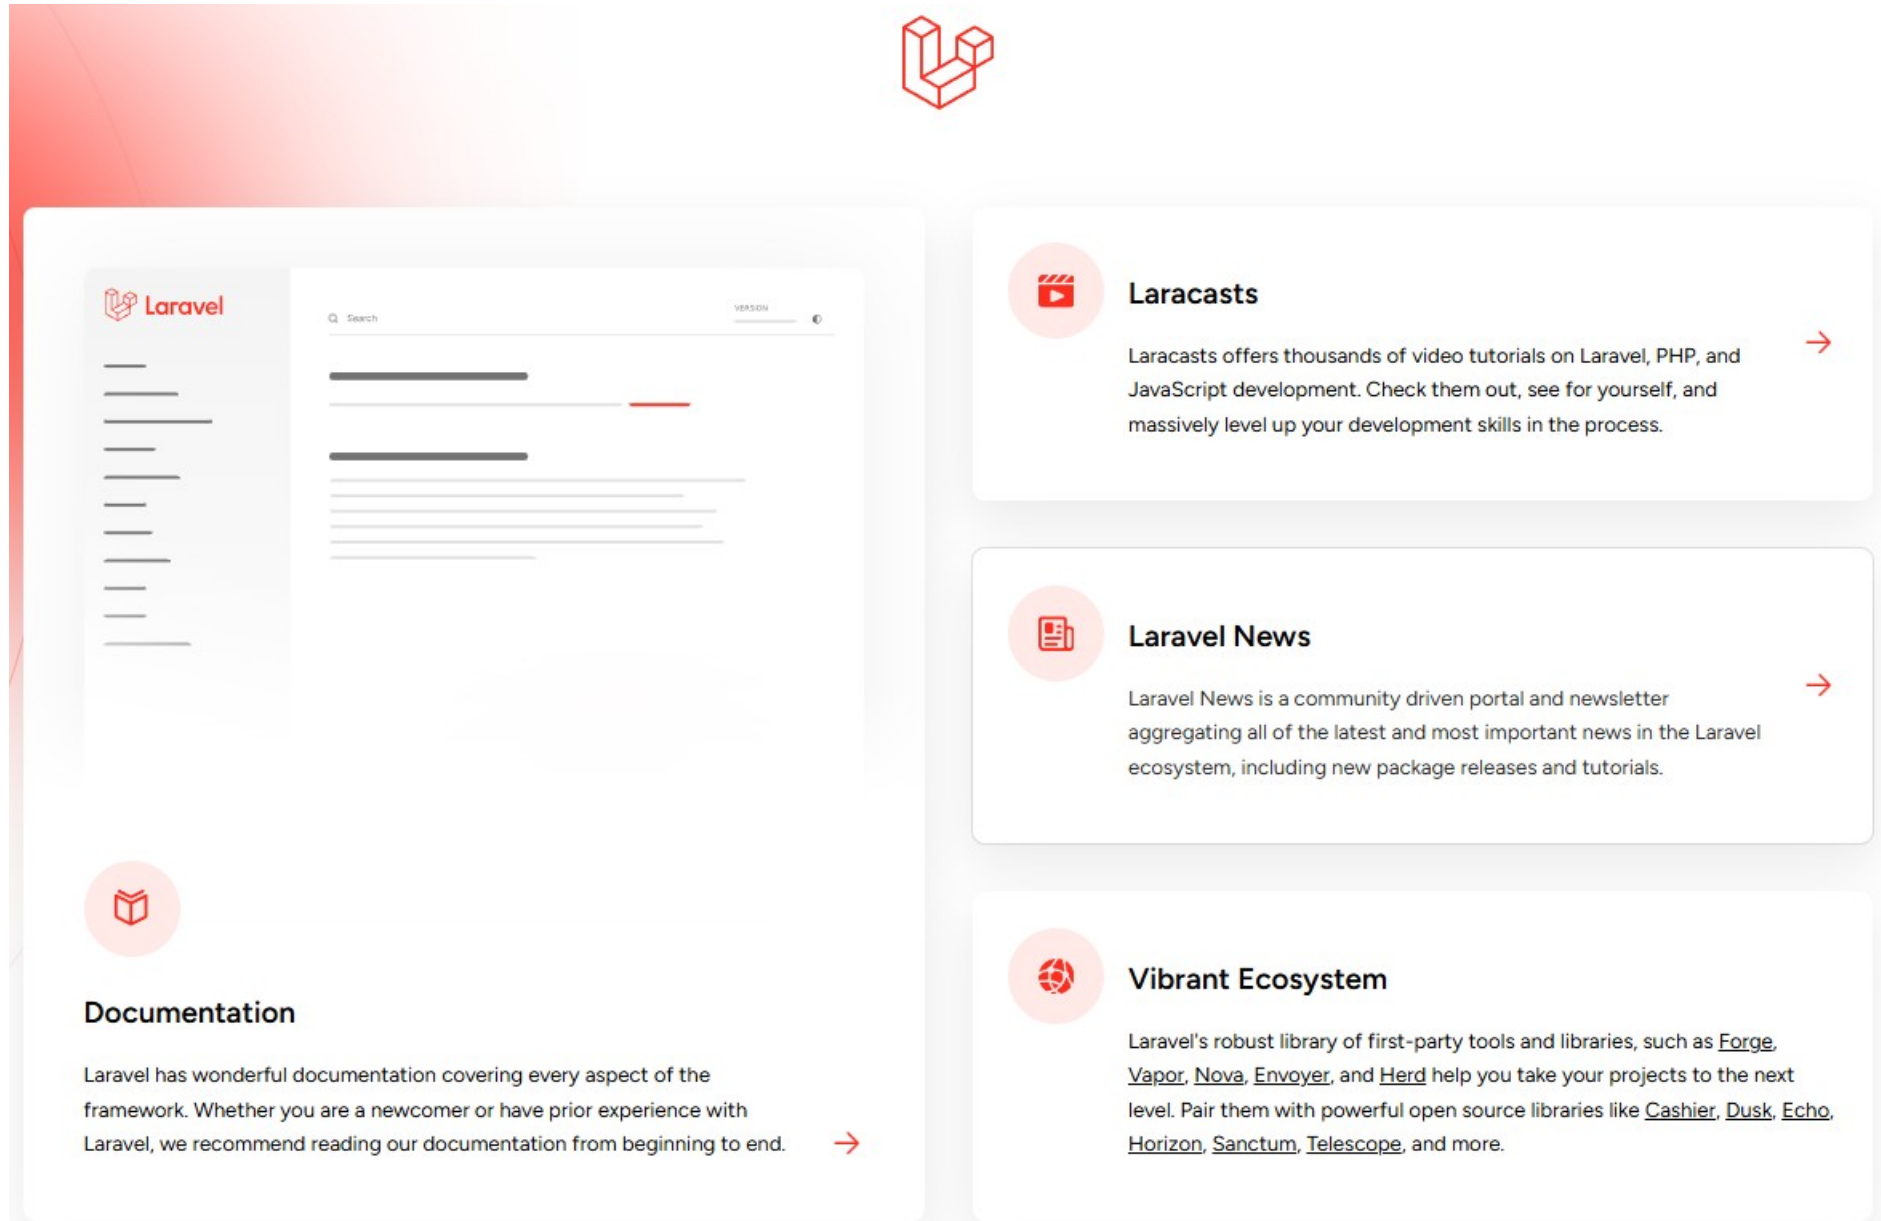 Laravel
Search
VERSION
Documentation
Laravel has wonderful documentation covering every aspect of the
framework. Whether you are a newcomer or have prior experience with
Laravel, we recommend reading our documentation from beginning to end.
Laracasts
Laracasts offers thousands of video tutorials on Laravel, PHP, and
JavaScript development. Check them out, see for yourself, and
massively level up your development skills in the process.
Laravel News
Laravel News is a community driven portal and newsletter
aggregating all of the latest and most important news in the Laravel
ecosystem, including new package releases and tutorials.
Vibrant Ecosystem
Laravel's robust library of first-party tools and libraries, such as Forge,
Vapor, Nova, Envoyer, and Herd help you take your projects to the next
level. Pair them with powerful open source libraries like Cashier, Dusk, Echo,
Horizon, Sanctum, Telescope, and more.